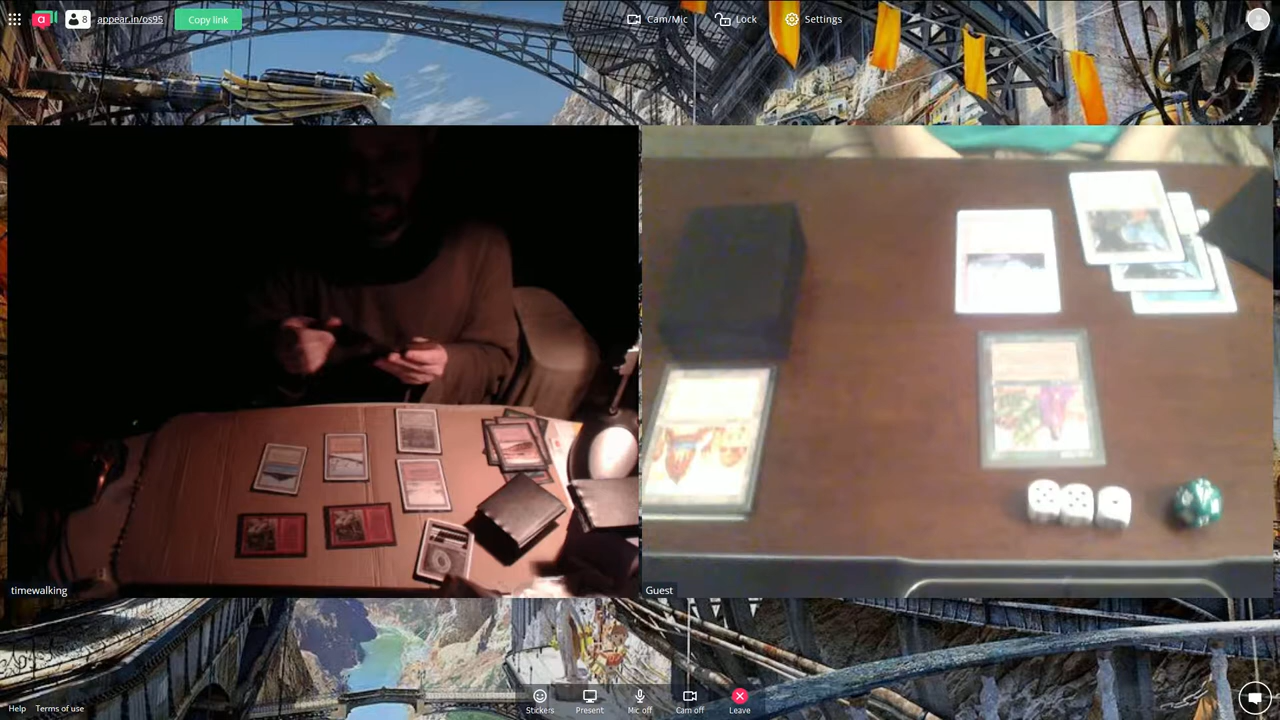 8
appear.in/os95
Copy link
Cam/Mic
Lock
Settings
timewalking
Guest
Help
Terms of use
Stickers
Present
Mic off
Cam off
Leave